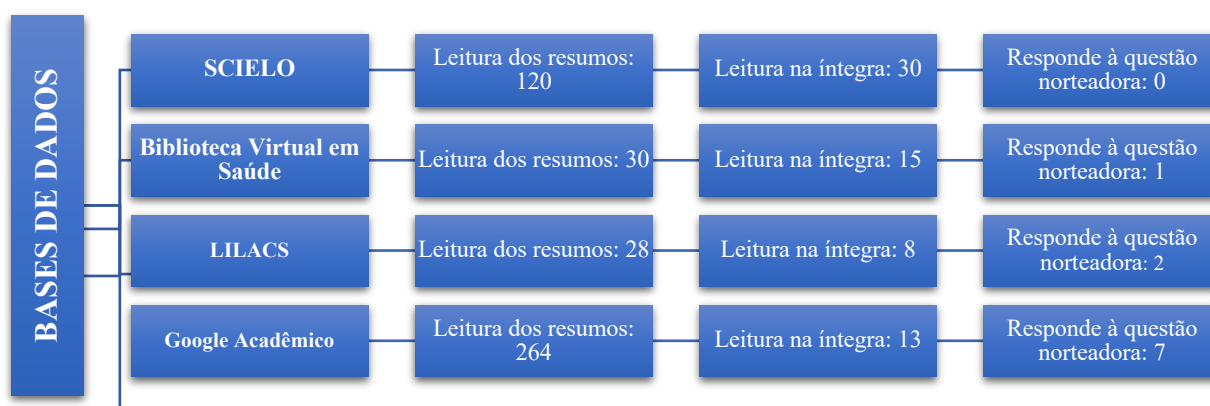 BASES DE DADOS
SCIELO
Leitura dos resumos:
120
Leitura na íntegra: 30
Responde à questão
norteadora: 0
Biblioteca Virtual em
Saúde
Leitura dos resumos: 30
Leitura na íntegra: 15
Responde à questão
norteadora: 1
LILACS
Leitura dos resumos: 28
Leitura na íntegra: 8
Responde à questão
norteadora: 2
Google Acadêmico
Leitura dos resumos:
264
Leitura na íntegra: 13
Responde à questão
norteadora: 7